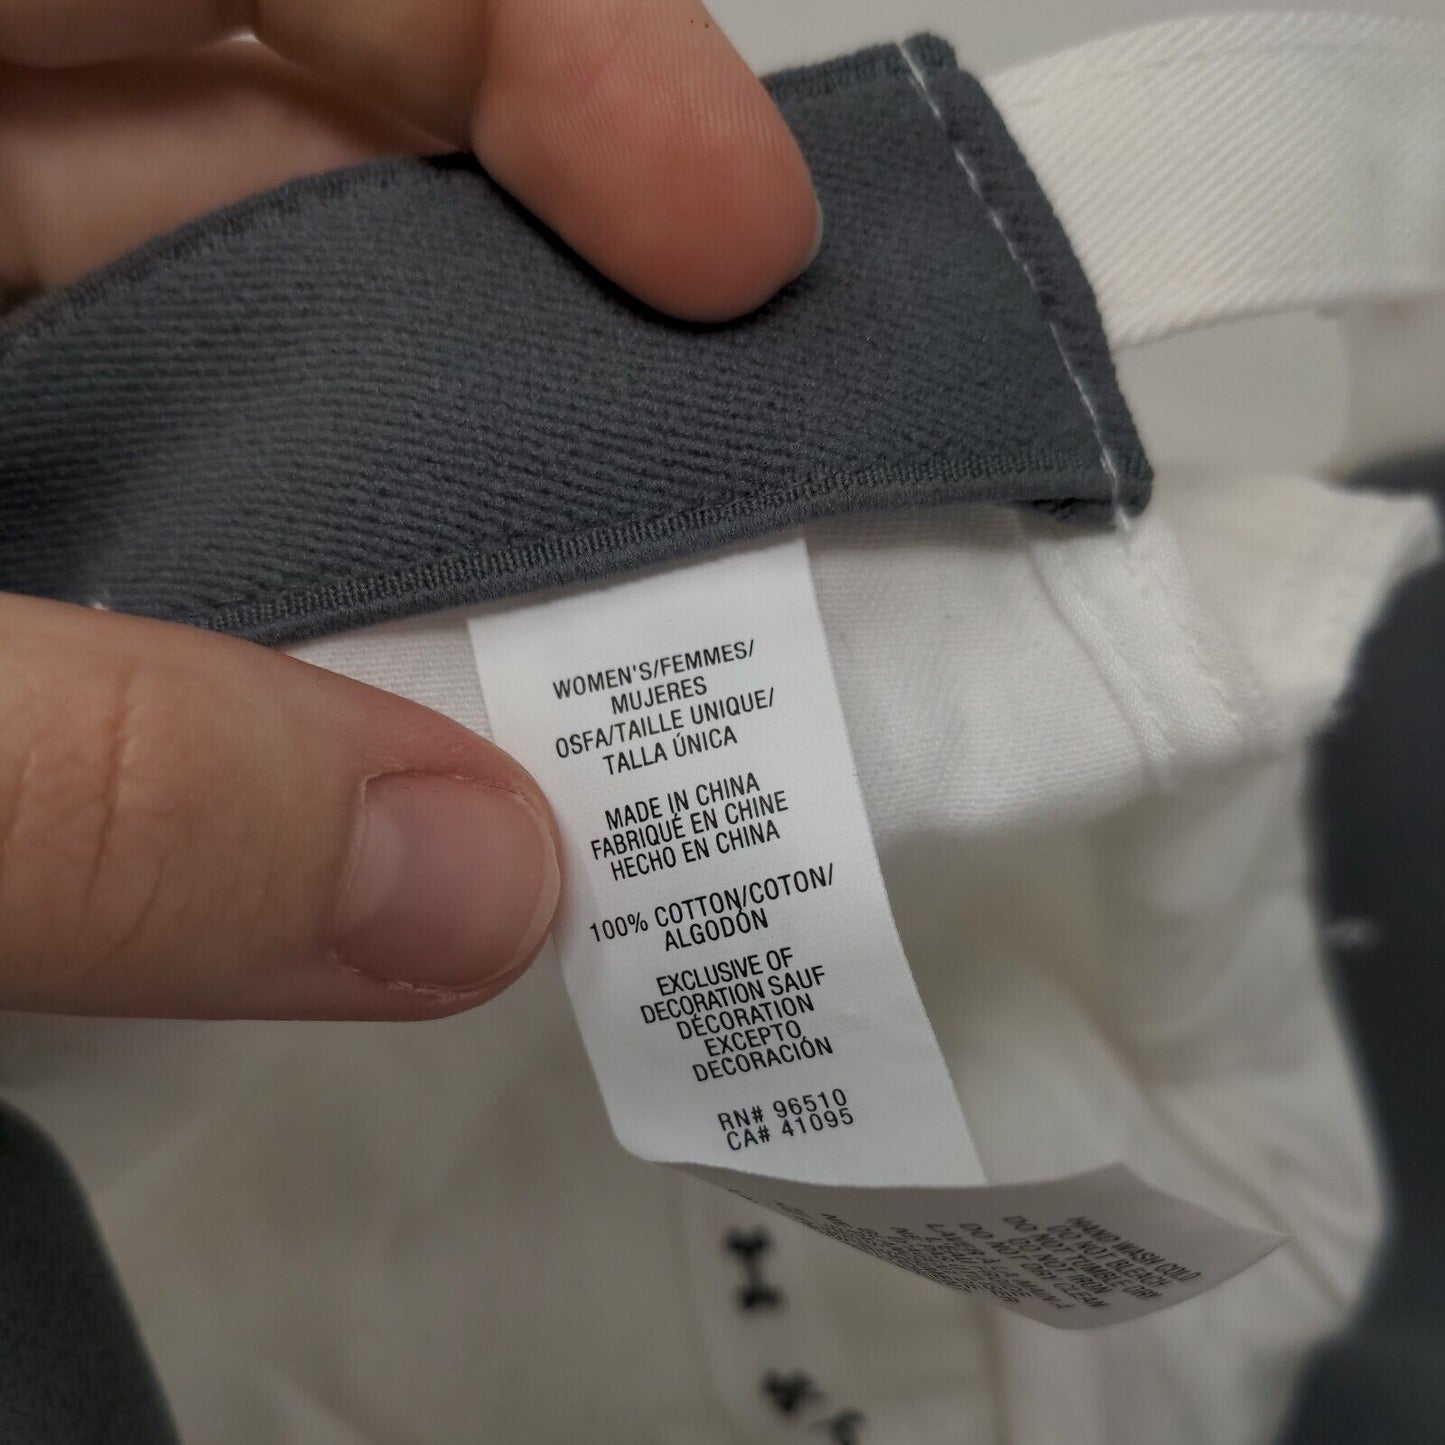 WOMEN'S/FEMMES/
MUJERES
OSFA/TAILLE UNIQUE/
TALLA ÚNICA
MADE IN CHINA
FABRIQUÉ EN CHINE
HECHO EN CHINA
100% COTTON/COTON/
ALGODÓN
EXCLUSIVE OF
DECORATION SAUF
DÉCORATION
EXCEPTO
DECORACIÓN
RN# 96510
CA# 41095
HAND WASH COLD
DO NOT BLEACH
DO NOT TUMBLE DRY
DO NOT IRON
DO NOT DRY CLEAN